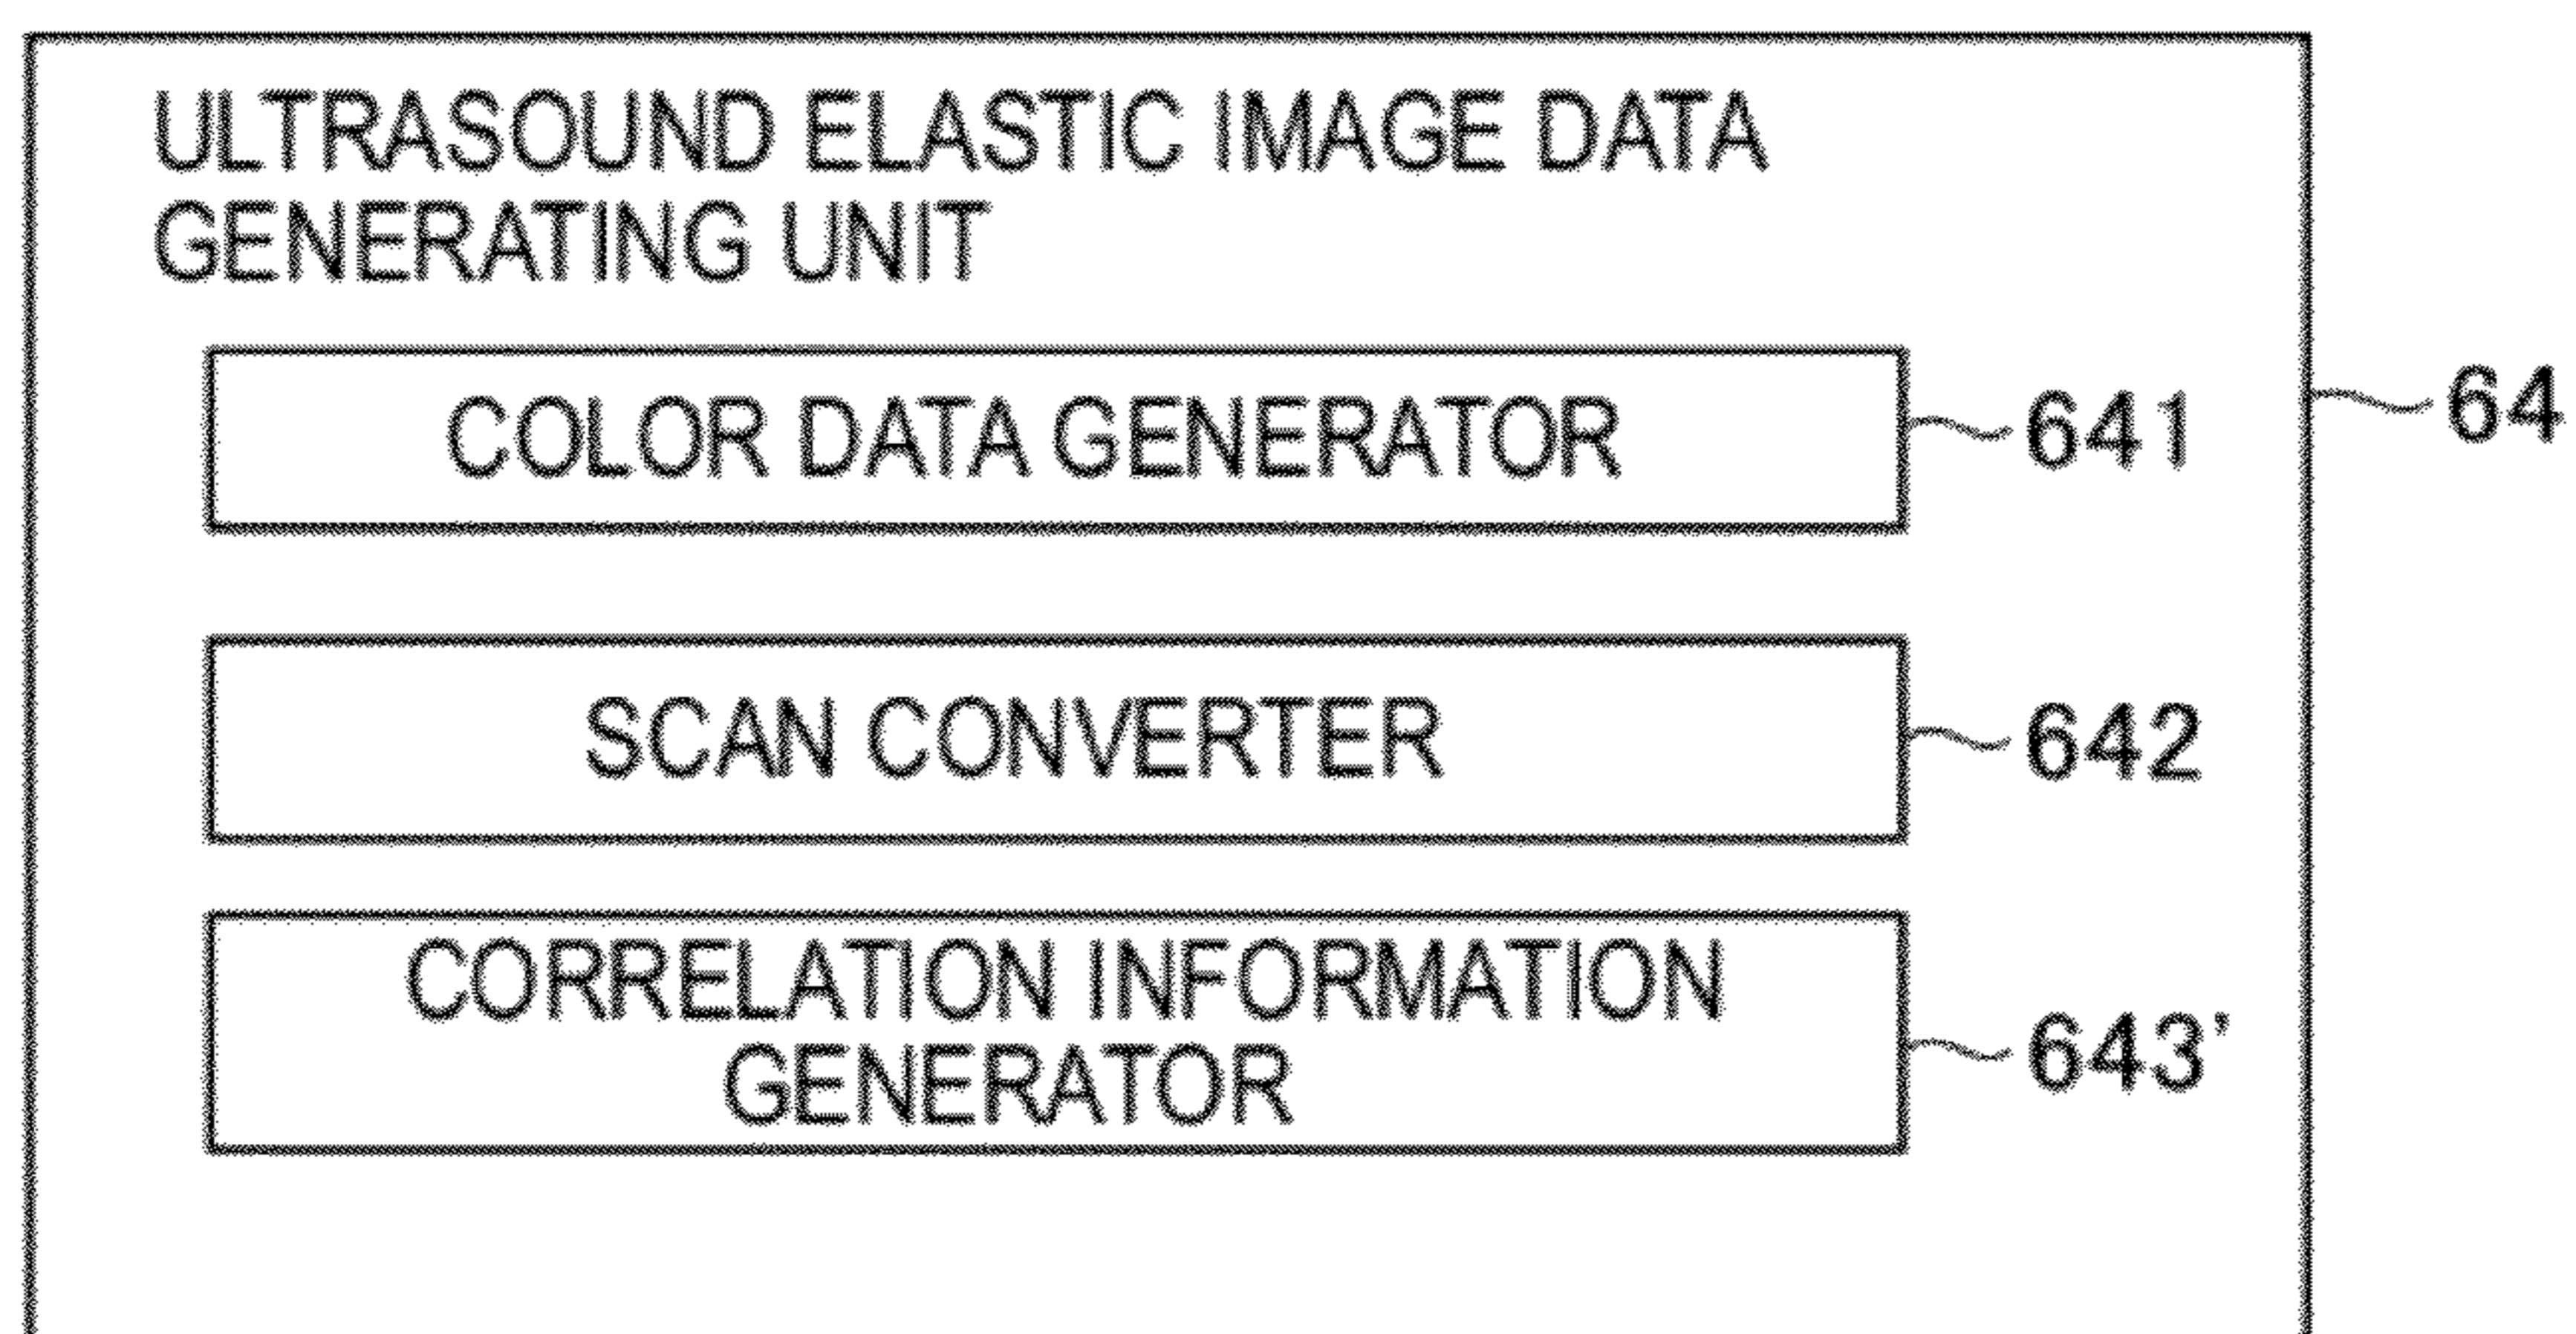 ULTRASOUND ELASTIC IMAGE DATA
GENERATING UNIT
COLOR DATA GENERATOR
641
64
SCAN CONVERTER
642
CORRELATION INFORMATION
GENERATOR
643'